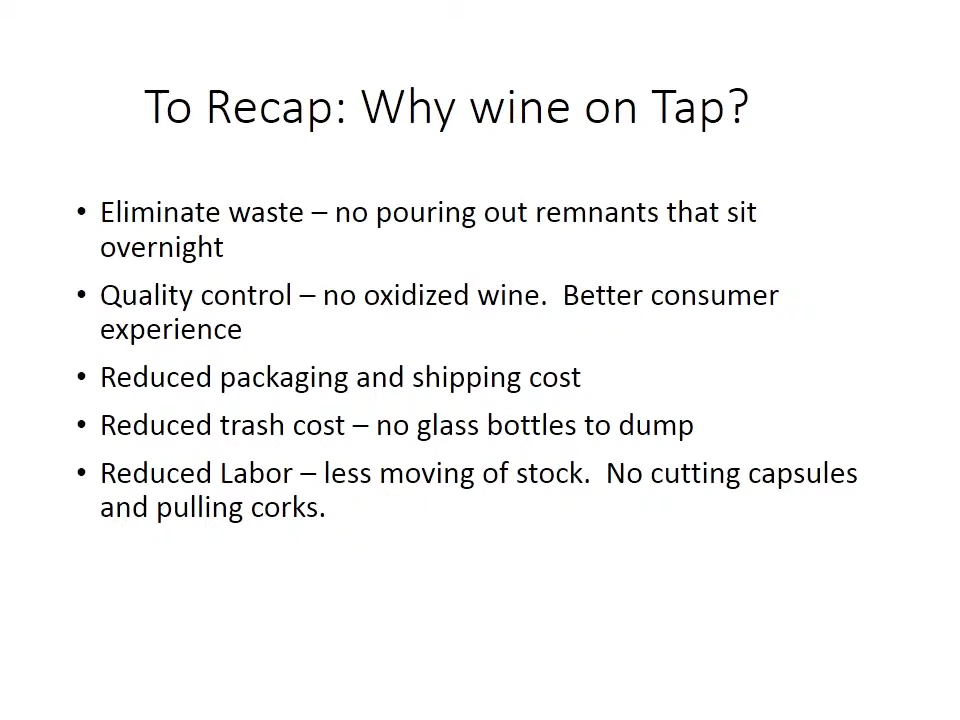 To Recap: Why wine on Tap?
• Eliminate waste – no pouring out remnants that sit
overnight
• Quality control – no oxidized wine.  Better consumer
experience
• Reduced packaging and shipping cost
• Reduced trash cost – no glass bottles to dump
• Reduced Labor – less moving of stock.  No cutting capsules
and pulling corks.